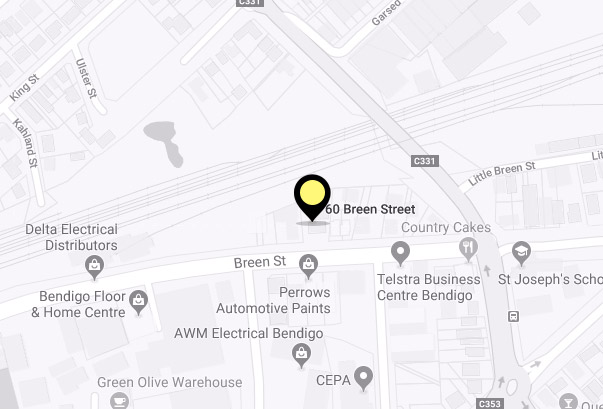 C331
Garsed
King St
Ulster St
Kahland St
C331
Little Breen St
Lit
60 Breen Street
Delta Electrical
Distributors
Country Cakes
Breen St
Telstra Business
Centre Bendigo
St Joseph's Scho
Bendigo Floor
& Home Centre
Perrows
Automotive Paints
AWM Electrical Bendigo
Green Olive Warehouse
CEPA
C353
Que